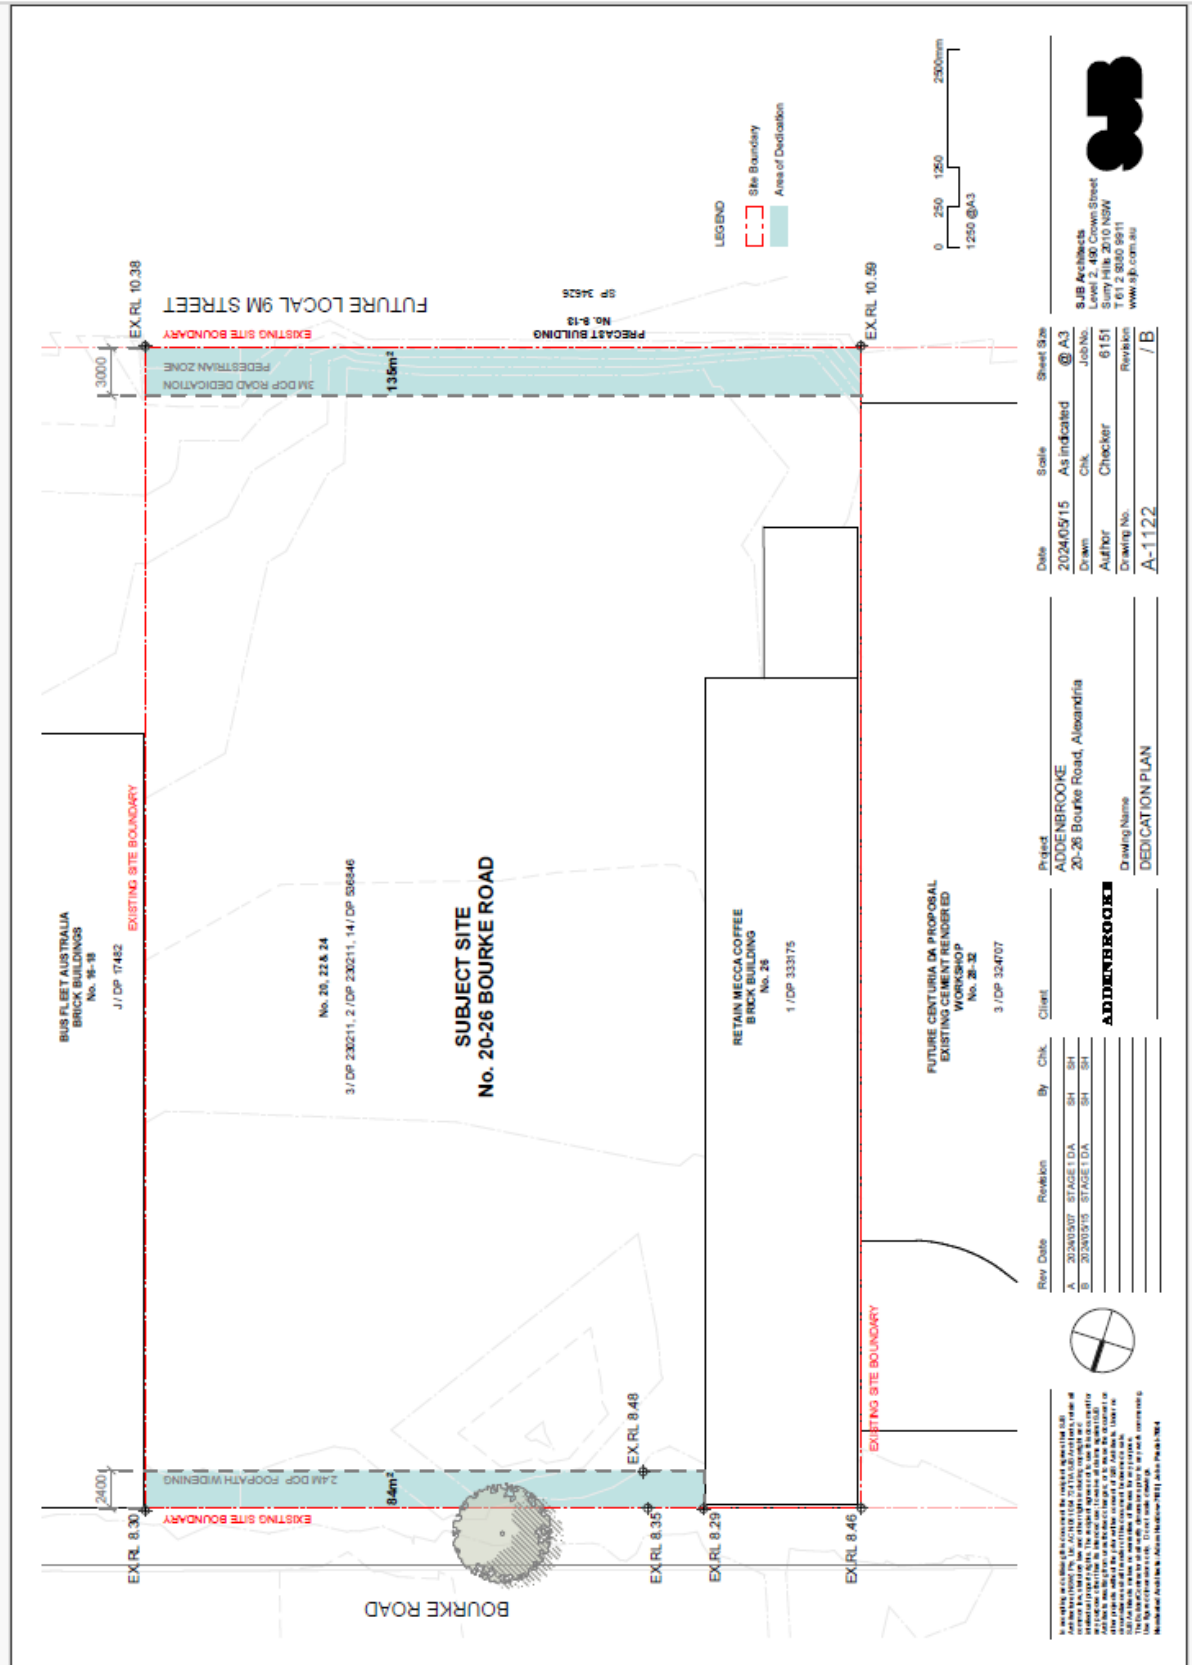 BUS FLEET AUSTRALIA
BRICK BUILDINGS
No. 16-18
J / DP 17482
EXISTING SITE BOUNDARY
No. 20, 22 & 24
3 / DP 230211, 2 / DP 230211, 14 / DP 536846
SUBJECT SITE
No. 20-26 BOURKE ROAD
RETAIN MECCA COFFEE
BRICK BUILDING
No. 26
1 / DP 333175
FUTURE CENTURIA DA PROPOSAL
EXISTING CEMENT RENDERED
WORKSHOP
No. 28-32
3 / DP 324707
EXISTING SITE BOUNDARY
BOURKE ROAD
EXISTING SITE BOUNDARY
2.4M DCP FOOPATH WIDENING
84m²
2400
EX.RL 8.30
EX.RL 8.48
EX.RL 8.35
EX.RL 8.29
EX.RL 8.46
3000
EX.RL 10.38
FUTURE LOCAL 9M STREET
EXISTING SITE BOUNDARY
3M DCP ROAD DEDICATION
PEDESTRIAN ZONE
135m²
PRECAST BUILDING
No. 9-13
SP 34526
EX.RL 10.59
LEGEND
Site Boundary
Area of Dedication
0 250 1250 2500mm
1:250 @A3
Rev Date Revision By Chk.
A 2024/05/07 STAGE 1 DA SH SH
B 2024/05/15 STAGE 1 DA SH SH
Client
ADDENBROOKE
Project
ADDENBROOKE
20-26 Bourke Road, Alexandria
Drawing Name
DEDICATION PLAN
Date Scale Sheet Size
2024/05/15 As indicated @ A3
Drawn Chk. Job No.
Author Checker 6151
Drawing No. Revision
A-1122 / B
SJB Architects
Level 2, 490 Crown Street
Surry Hills 2010 NSW
T 61 2 9380 9911
www.sjb.com.au
SJB